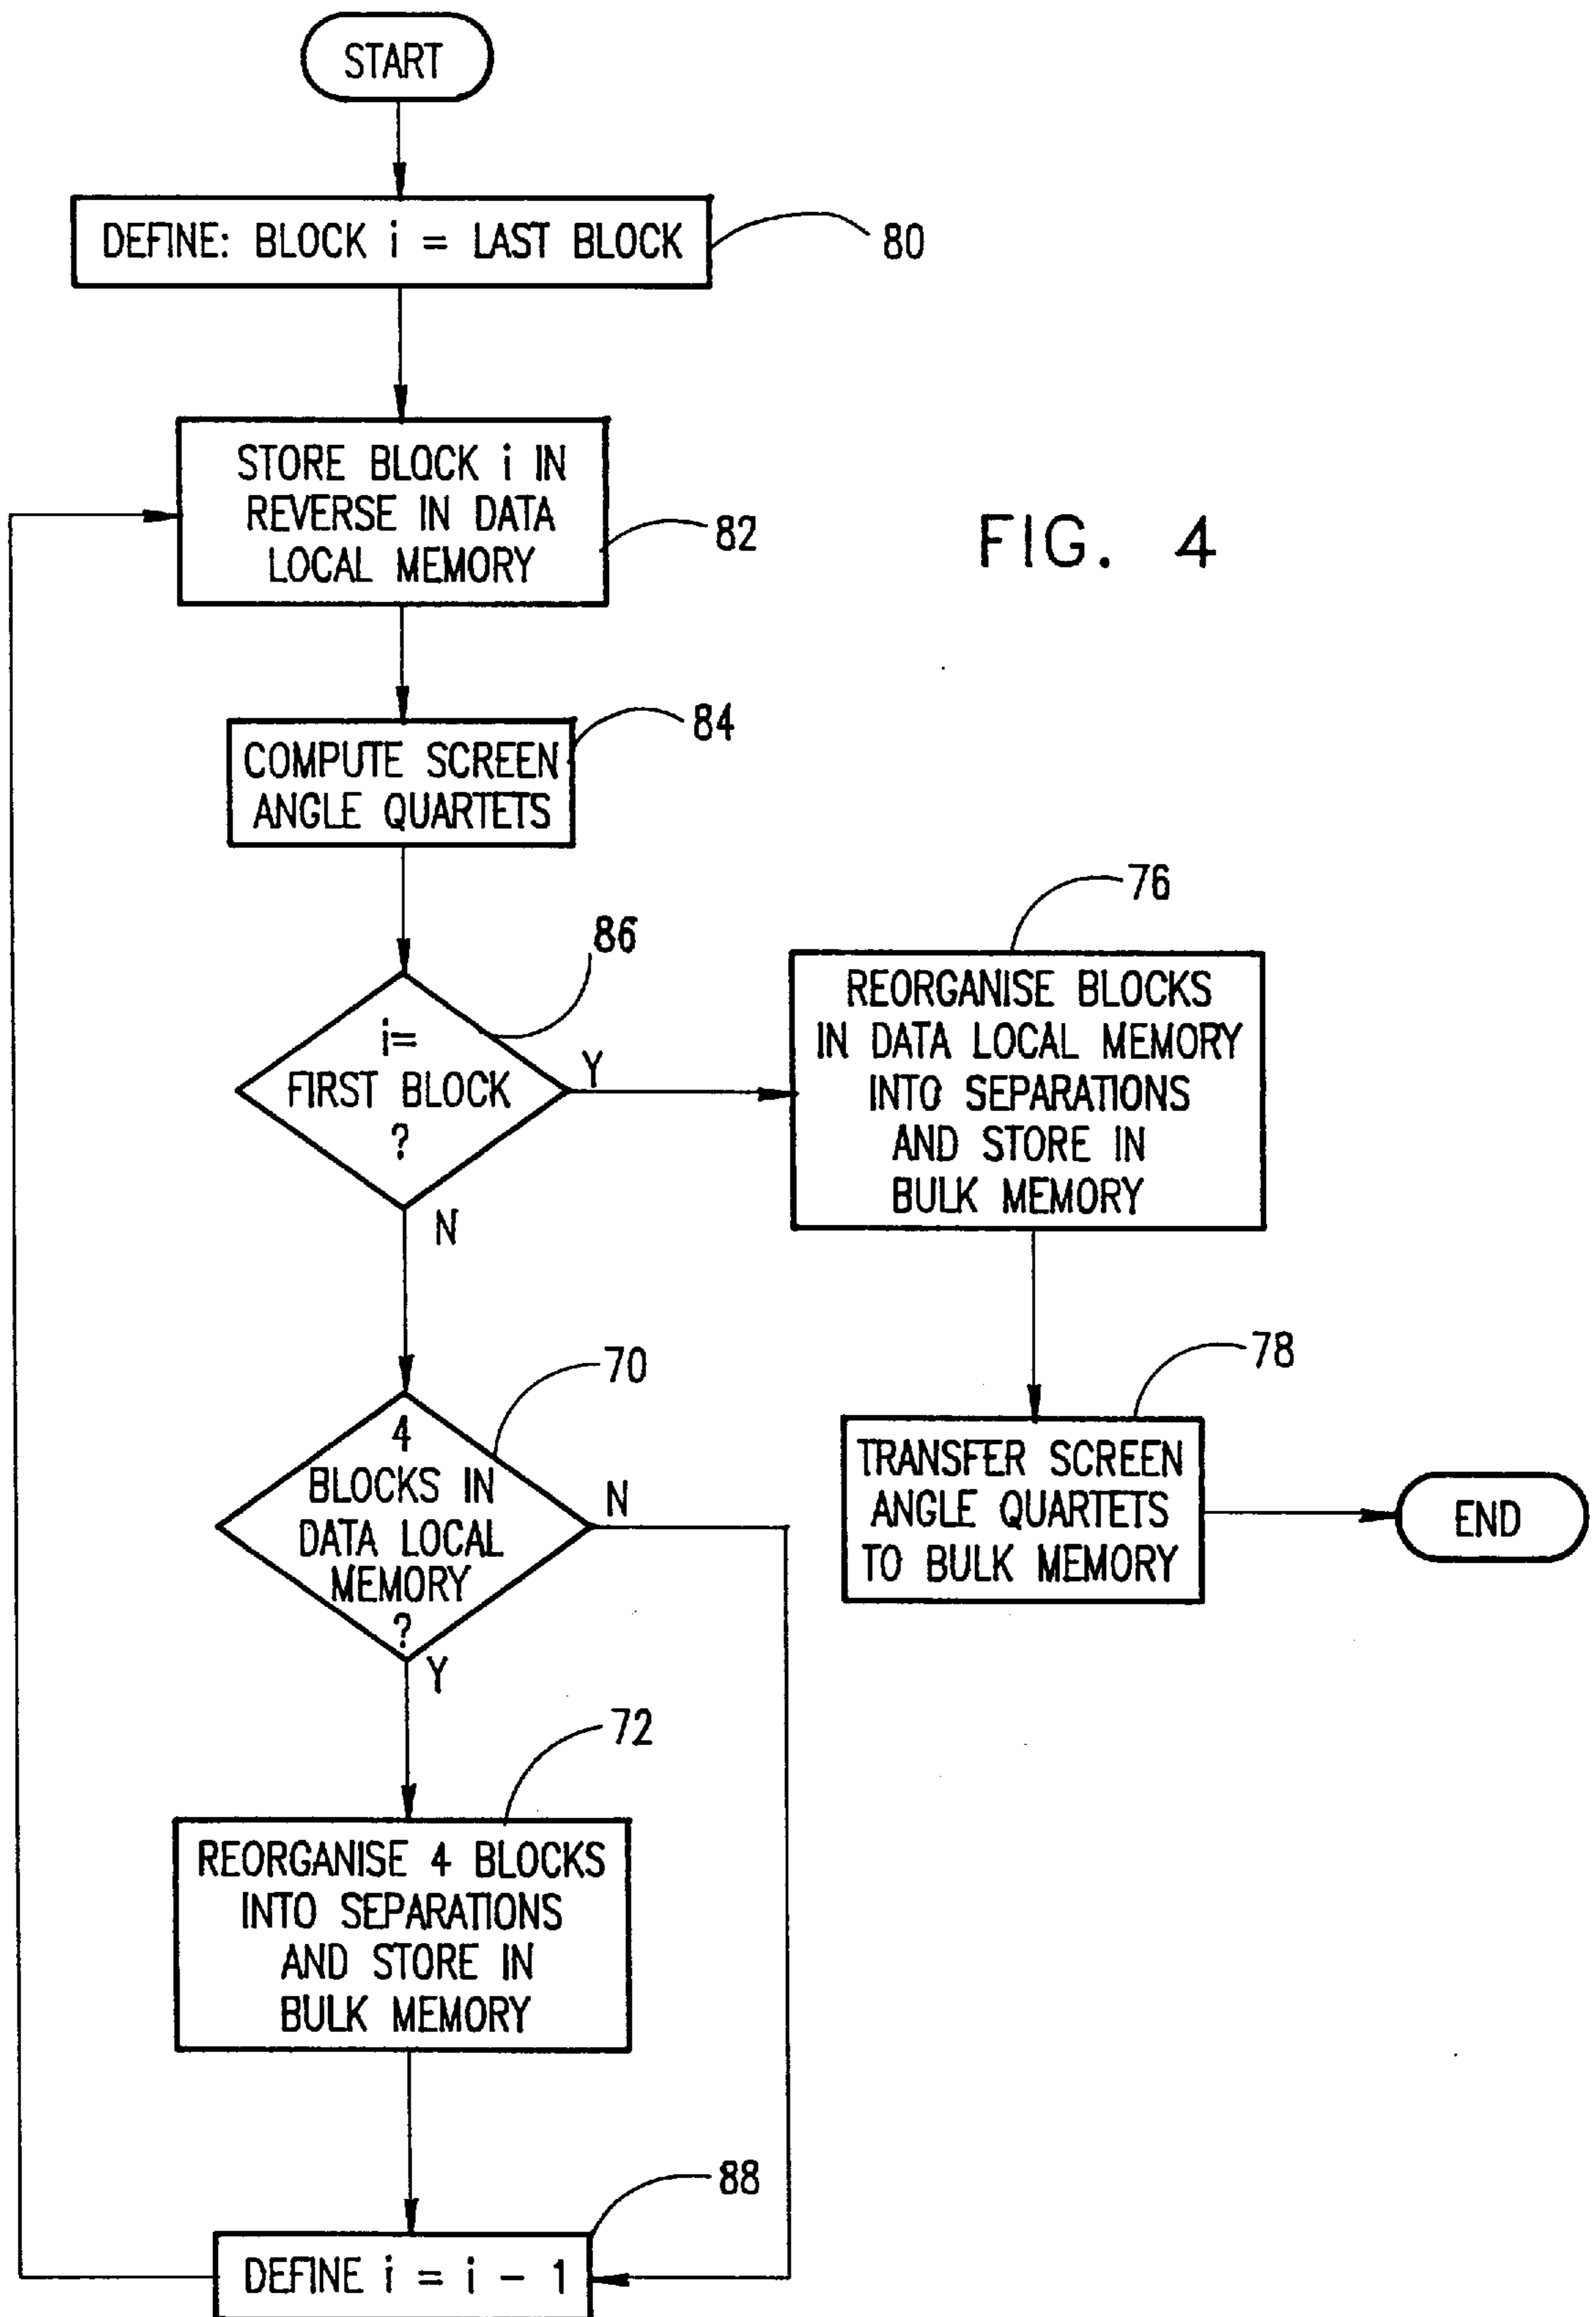 START
DEFINE: BLOCK i = LAST BLOCK
80
STORE BLOCK i IN
REVERSE IN DATA
LOCAL MEMORY
82
FIG. 4
COMPUTE SCREEN
ANGLE QUARTETS
84
i=
FIRST BLOCK
?
86
Y
N
REORGANISE BLOCKS
IN DATA LOCAL MEMORY
INTO SEPARATIONS
AND STORE IN
BULK MEMORY
76
4
BLOCKS IN
DATA LOCAL
MEMORY
?
70
N
Y
TRANSFER SCREEN
ANGLE QUARTETS
TO BULK MEMORY
78
END
REORGANISE 4 BLOCKS
INTO SEPARATIONS
AND STORE IN
BULK MEMORY
72
DEFINE i = i - 1
88